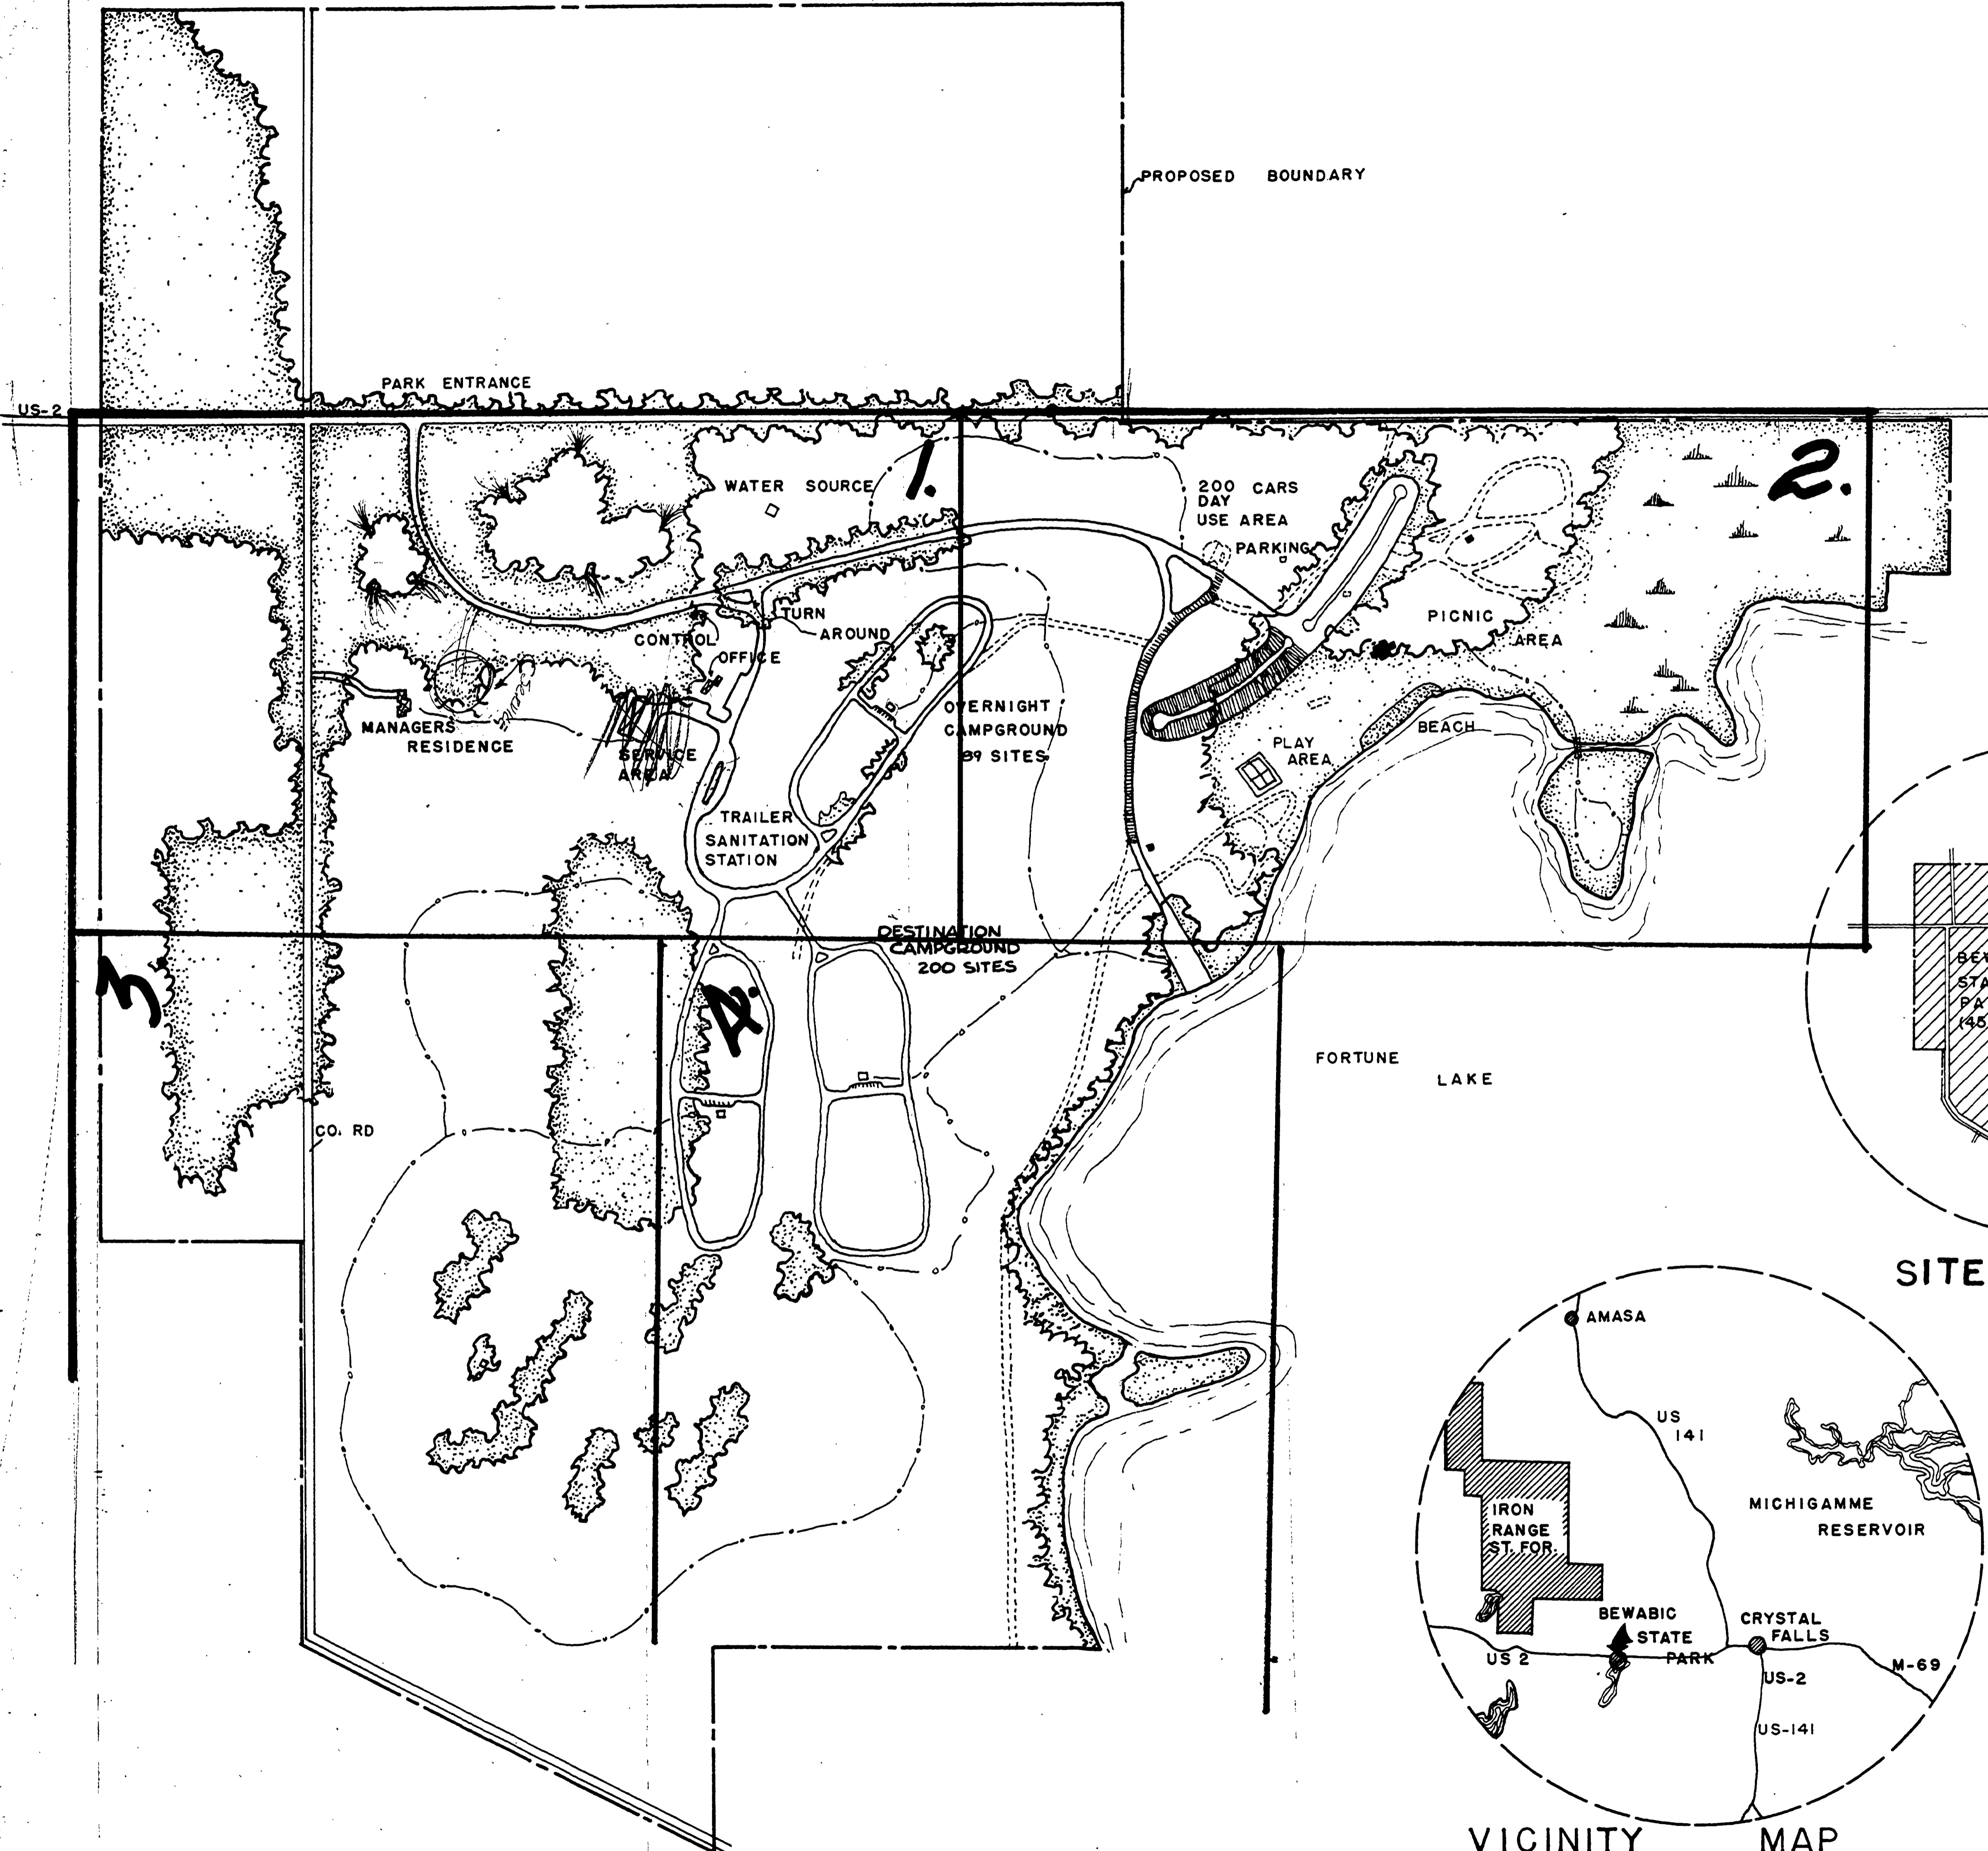 PROPOSED BOUNDARY
PARK ENTRANCE
US-2
1.
2.
WATER SOURCE
200 CARS
DAY
USE AREA
PARKING
TURN
AROUND
CONTROL
OFFICE
PICNIC
AREA
MANAGERS
RESIDENCE
SERVICE
AREA
OVERNIGHT
CAMPGROUND
89 SITES
BEACH
PLAY
AREA
TRAILER
SANITATION
STATION
DESTINATION
CAMPGROUND
200 SITES
3
4.
FORTUNE
LAKE
CO. RD
SITE
AMASA
US
141
MICHIGAMME
RESERVOIR
IRON
RANGE
ST. FOR.
BEWABIC
STATE
PARK
CRYSTAL
FALLS
US 2
US-2
M-69
US-141
VICINITY MAP